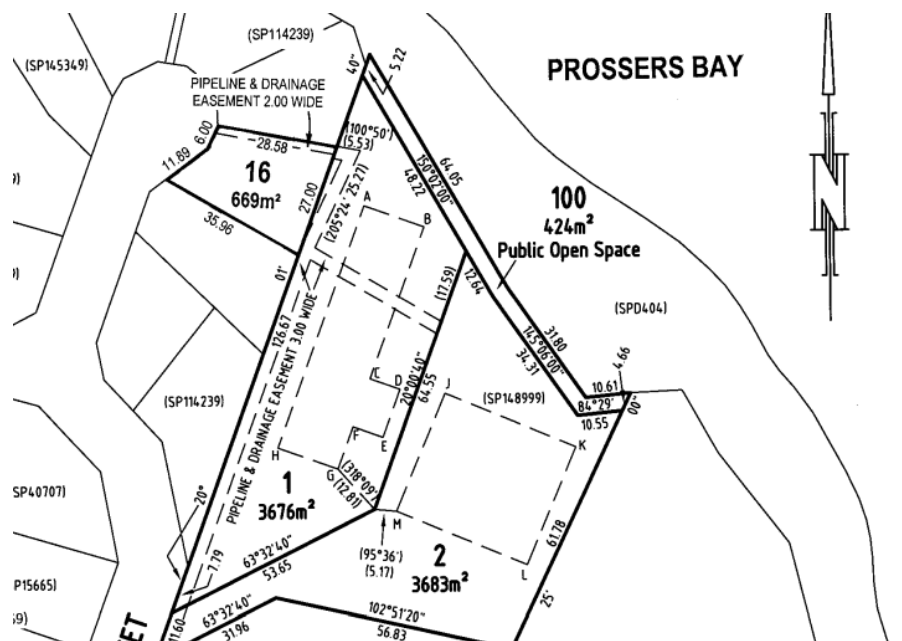 (SP114239)
(SP145349)
PROSSERS BAY
PIPELINE & DRAINAGE
EASEMENT 2.00 WIDE
40"
5.22
6.00
28.58
(100°50')
(5.53)
11.89
16
669m²
27.00
(205°24' 25.27)
150°02'00"
48.22
64.05
N
100
424m²
Public Open Space
35.96
A
B
01'
126.67
PIPELINE & DRAINAGE EASEMENT 3.00 WIDE
(17.59)
12.64
(SPD404)
145°06'00"
34.31
31.80
4.66
10.61
84°29'
00"
10.55
(SP114239)
C
D
20°00'40"
64.55
J
(SP148999)
F
E
K
H
G
(318°09')
(12.81)
(SP40707)
20°
1
3676m²
M
(95°36')
(5.17)
2
3683m²
L
61.78
25'
7.79
63°32'40"
53.65
P15665)
11.60
63°32'40"
31.96
102°51'20"
56.83
ET